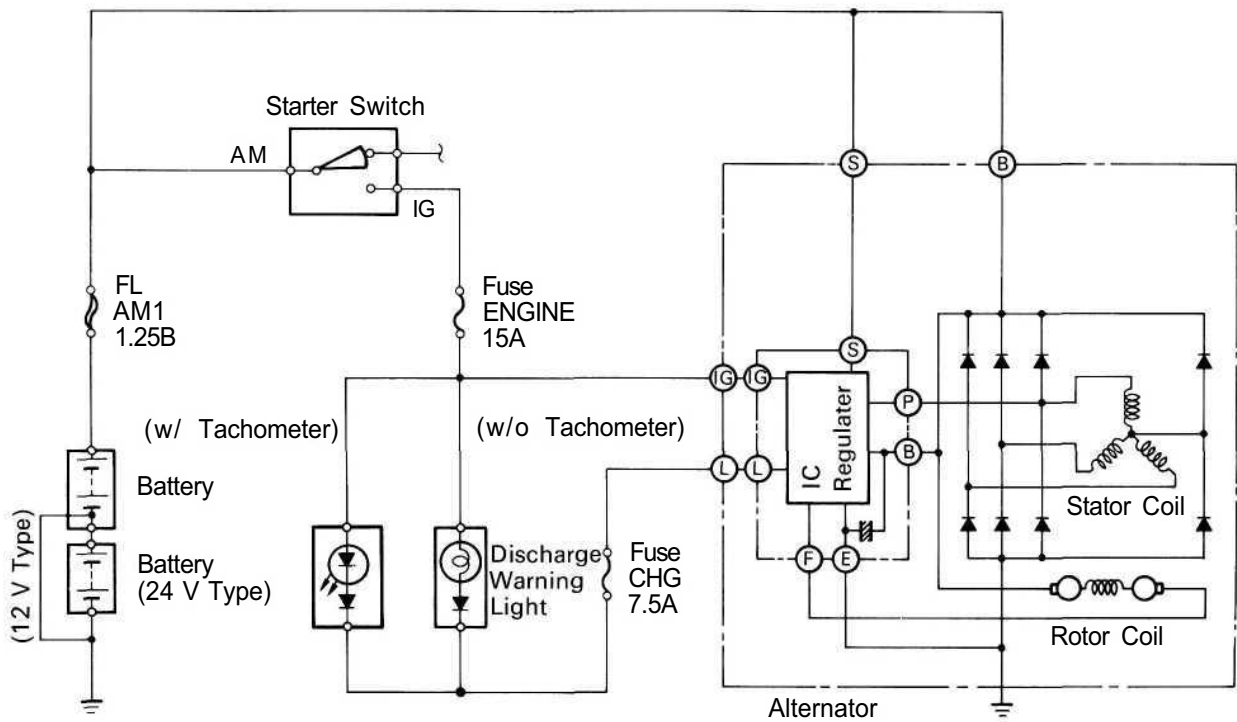 Starter Switch
AM
IG
S
B
FL
AM1
1.25B
Fuse
ENGINE
15A
S
IG
IG
P
(w/ Tachometer)
(w/o Tachometer)
L
L
B
IC
Regulater
Stator Coil
Battery
(12 V Type)
Battery
(24 V Type)
Discharge
Warning
Light
Fuse
CHG
7.5A
F
E
Rotor Coil
Alternator